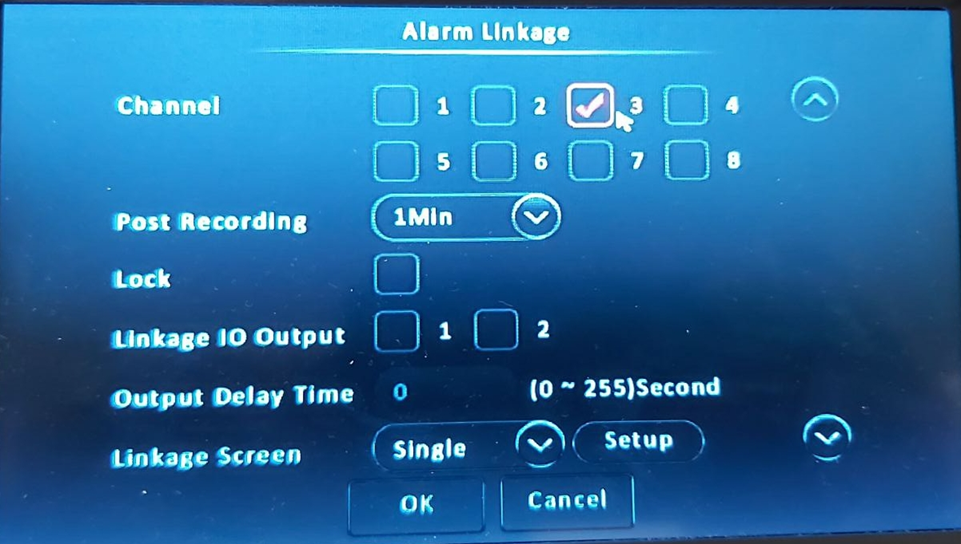 Alarm Linkage
Channel 1 2 3 4
5 6 7 8
Post Recording 1Min
Lock
Linkage IO Output 1 2
Output Delay Time 0 (0 ~ 255)Second
Linkage Screen Single Setup
OK Cancel